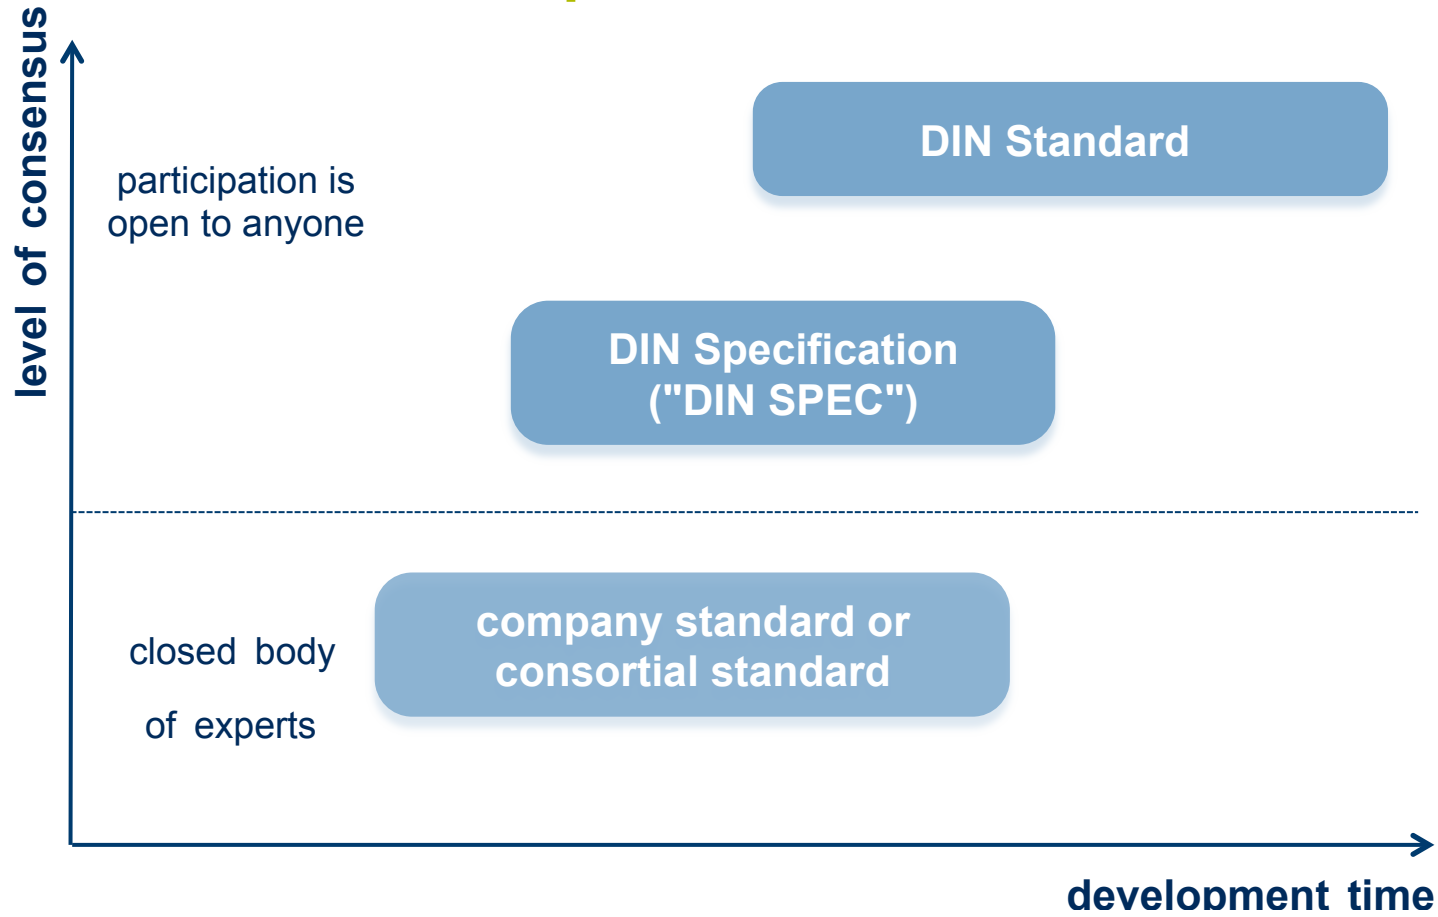 level of consensus
participation is
open to anyone
DIN Standard
DIN Specification
("DIN SPEC")
closed body
of experts
company standard or
consortial standard
development time